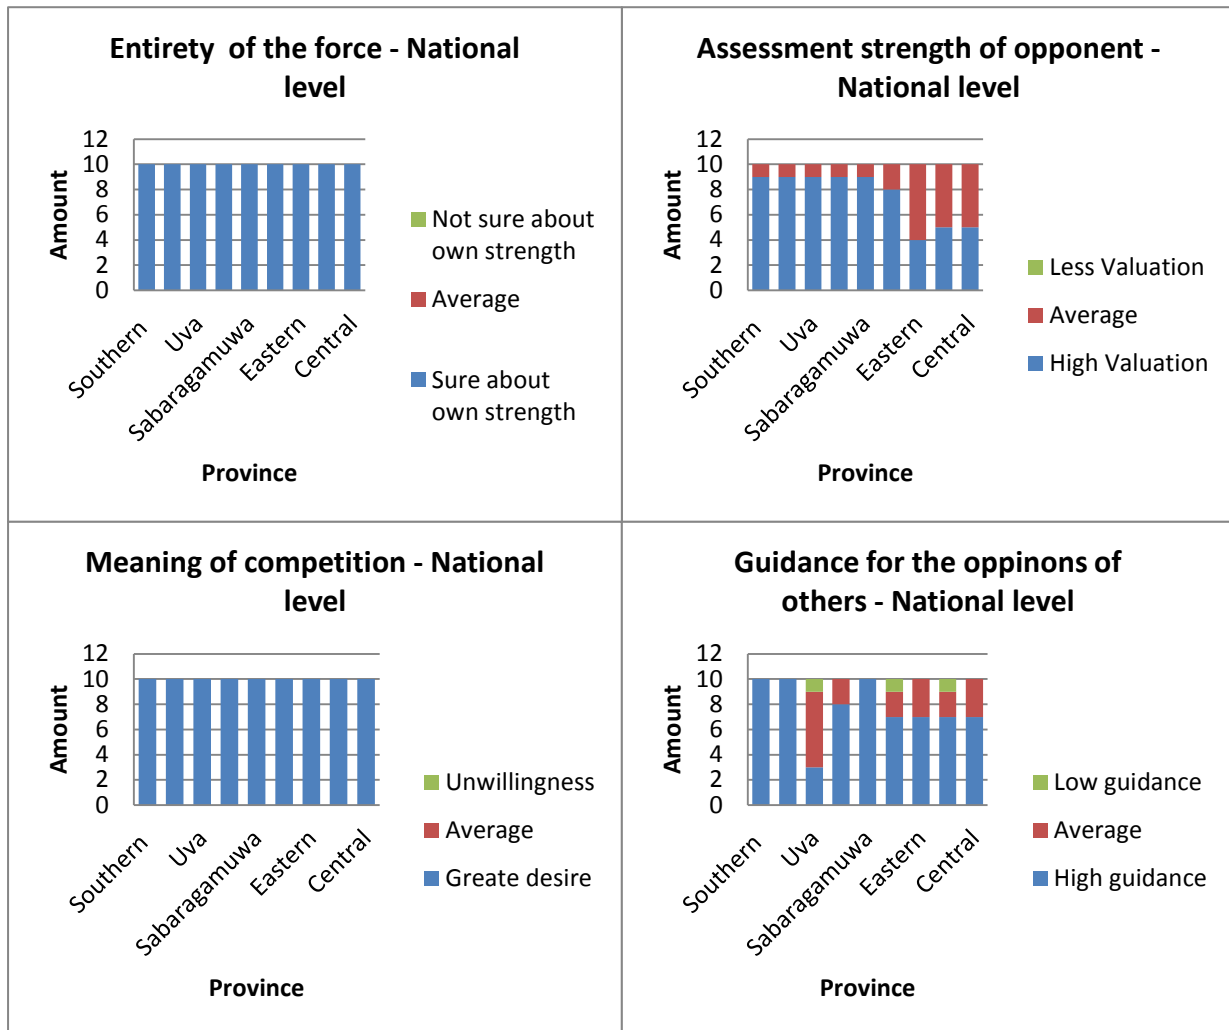 Entirety of the force - National
level
12
10
8
6
4
2
0
Amount
Southern
Uva
Sabaragamuwa
Eastern
Central
Province
Not sure about
own strength
Average
Sure about
own strength
Assessment strength of opponent -
National level
12
10
8
6
4
2
0
Amount
Southern
Uva
Sabaragamuwa
Eastern
Central
Province
Less Valuation
Average
High Valuation
Meaning of competition - National
level
12
10
8
6
4
2
0
Amount
Southern
Uva
Sabaragamuwa
Eastern
Central
Province
Unwillingness
Average
Greate desire
Guidance for the oppinons of
others - National level
12
10
8
6
4
2
0
Amount
Southern
Uva
Sabaragamuwa
Eastern
Central
Province
Low guidance
Average
High guidance